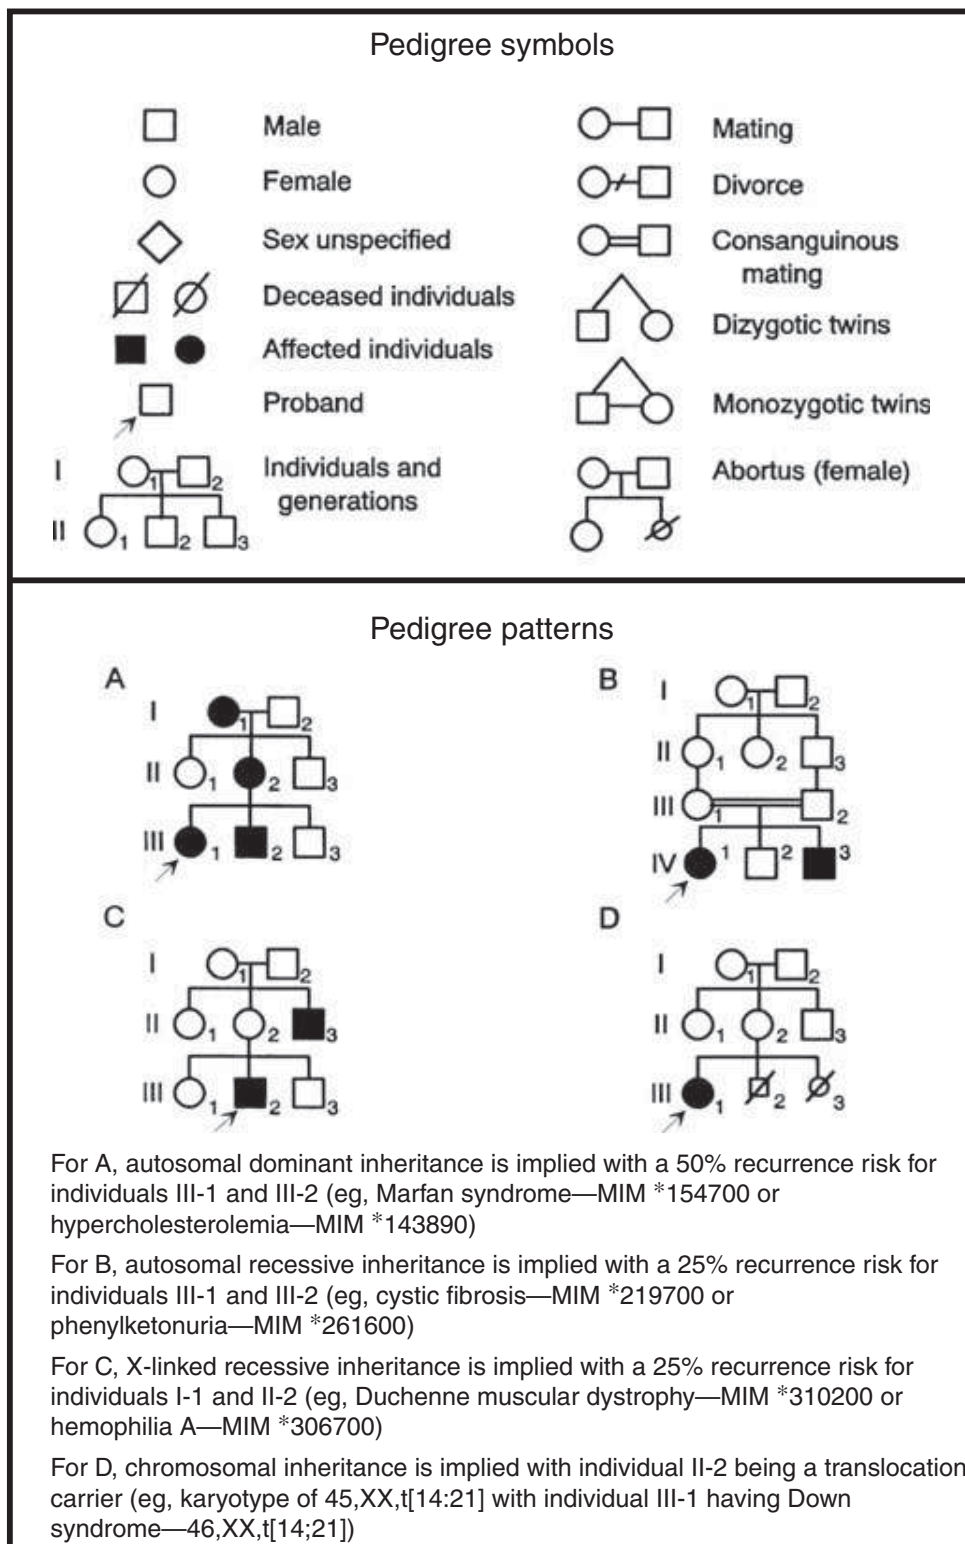 Pedigree symbols
Male
Female
Sex unspecified
Deceased individuals
Affected individuals
Proband
I
1
2
Individuals and
generations
II
1
2
3
Mating
Divorce
Consanguinous
mating
Dizygotic twins
Monozygotic twins
Abortus (female)
Pedigree patterns
A
I
1
2
II
1
2
3
III
1
2
3
B
I
1
2
II
1
2
3
III
1
2
IV
1
2
3
C
I
1
2
II
1
2
3
III
1
2
3
D
I
1
2
II
1
2
3
III
1
2
3
For A, autosomal dominant inheritance is implied with a 50% recurrence risk for
individuals III-1 and III-2 (eg, Marfan syndrome—MIM *154700 or
hypercholesterolemia—MIM *143890)
For B, autosomal recessive inheritance is implied with a 25% recurrence risk for
individuals III-1 and III-2 (eg, cystic fibrosis—MIM *219700 or
phenylketonuria—MIM *261600)
For C, X-linked recessive inheritance is implied with a 25% recurrence risk for
individuals I-1 and II-2 (eg, Duchenne muscular dystrophy—MIM *310200 or
hemophilia A—MIM *306700)
For D, chromosomal inheritance is implied with individual II-2 being a translocation
carrier (eg, karyotype of 45,XX,t[14:21] with individual III-1 having Down
syndrome—46,XX,t[14;21])